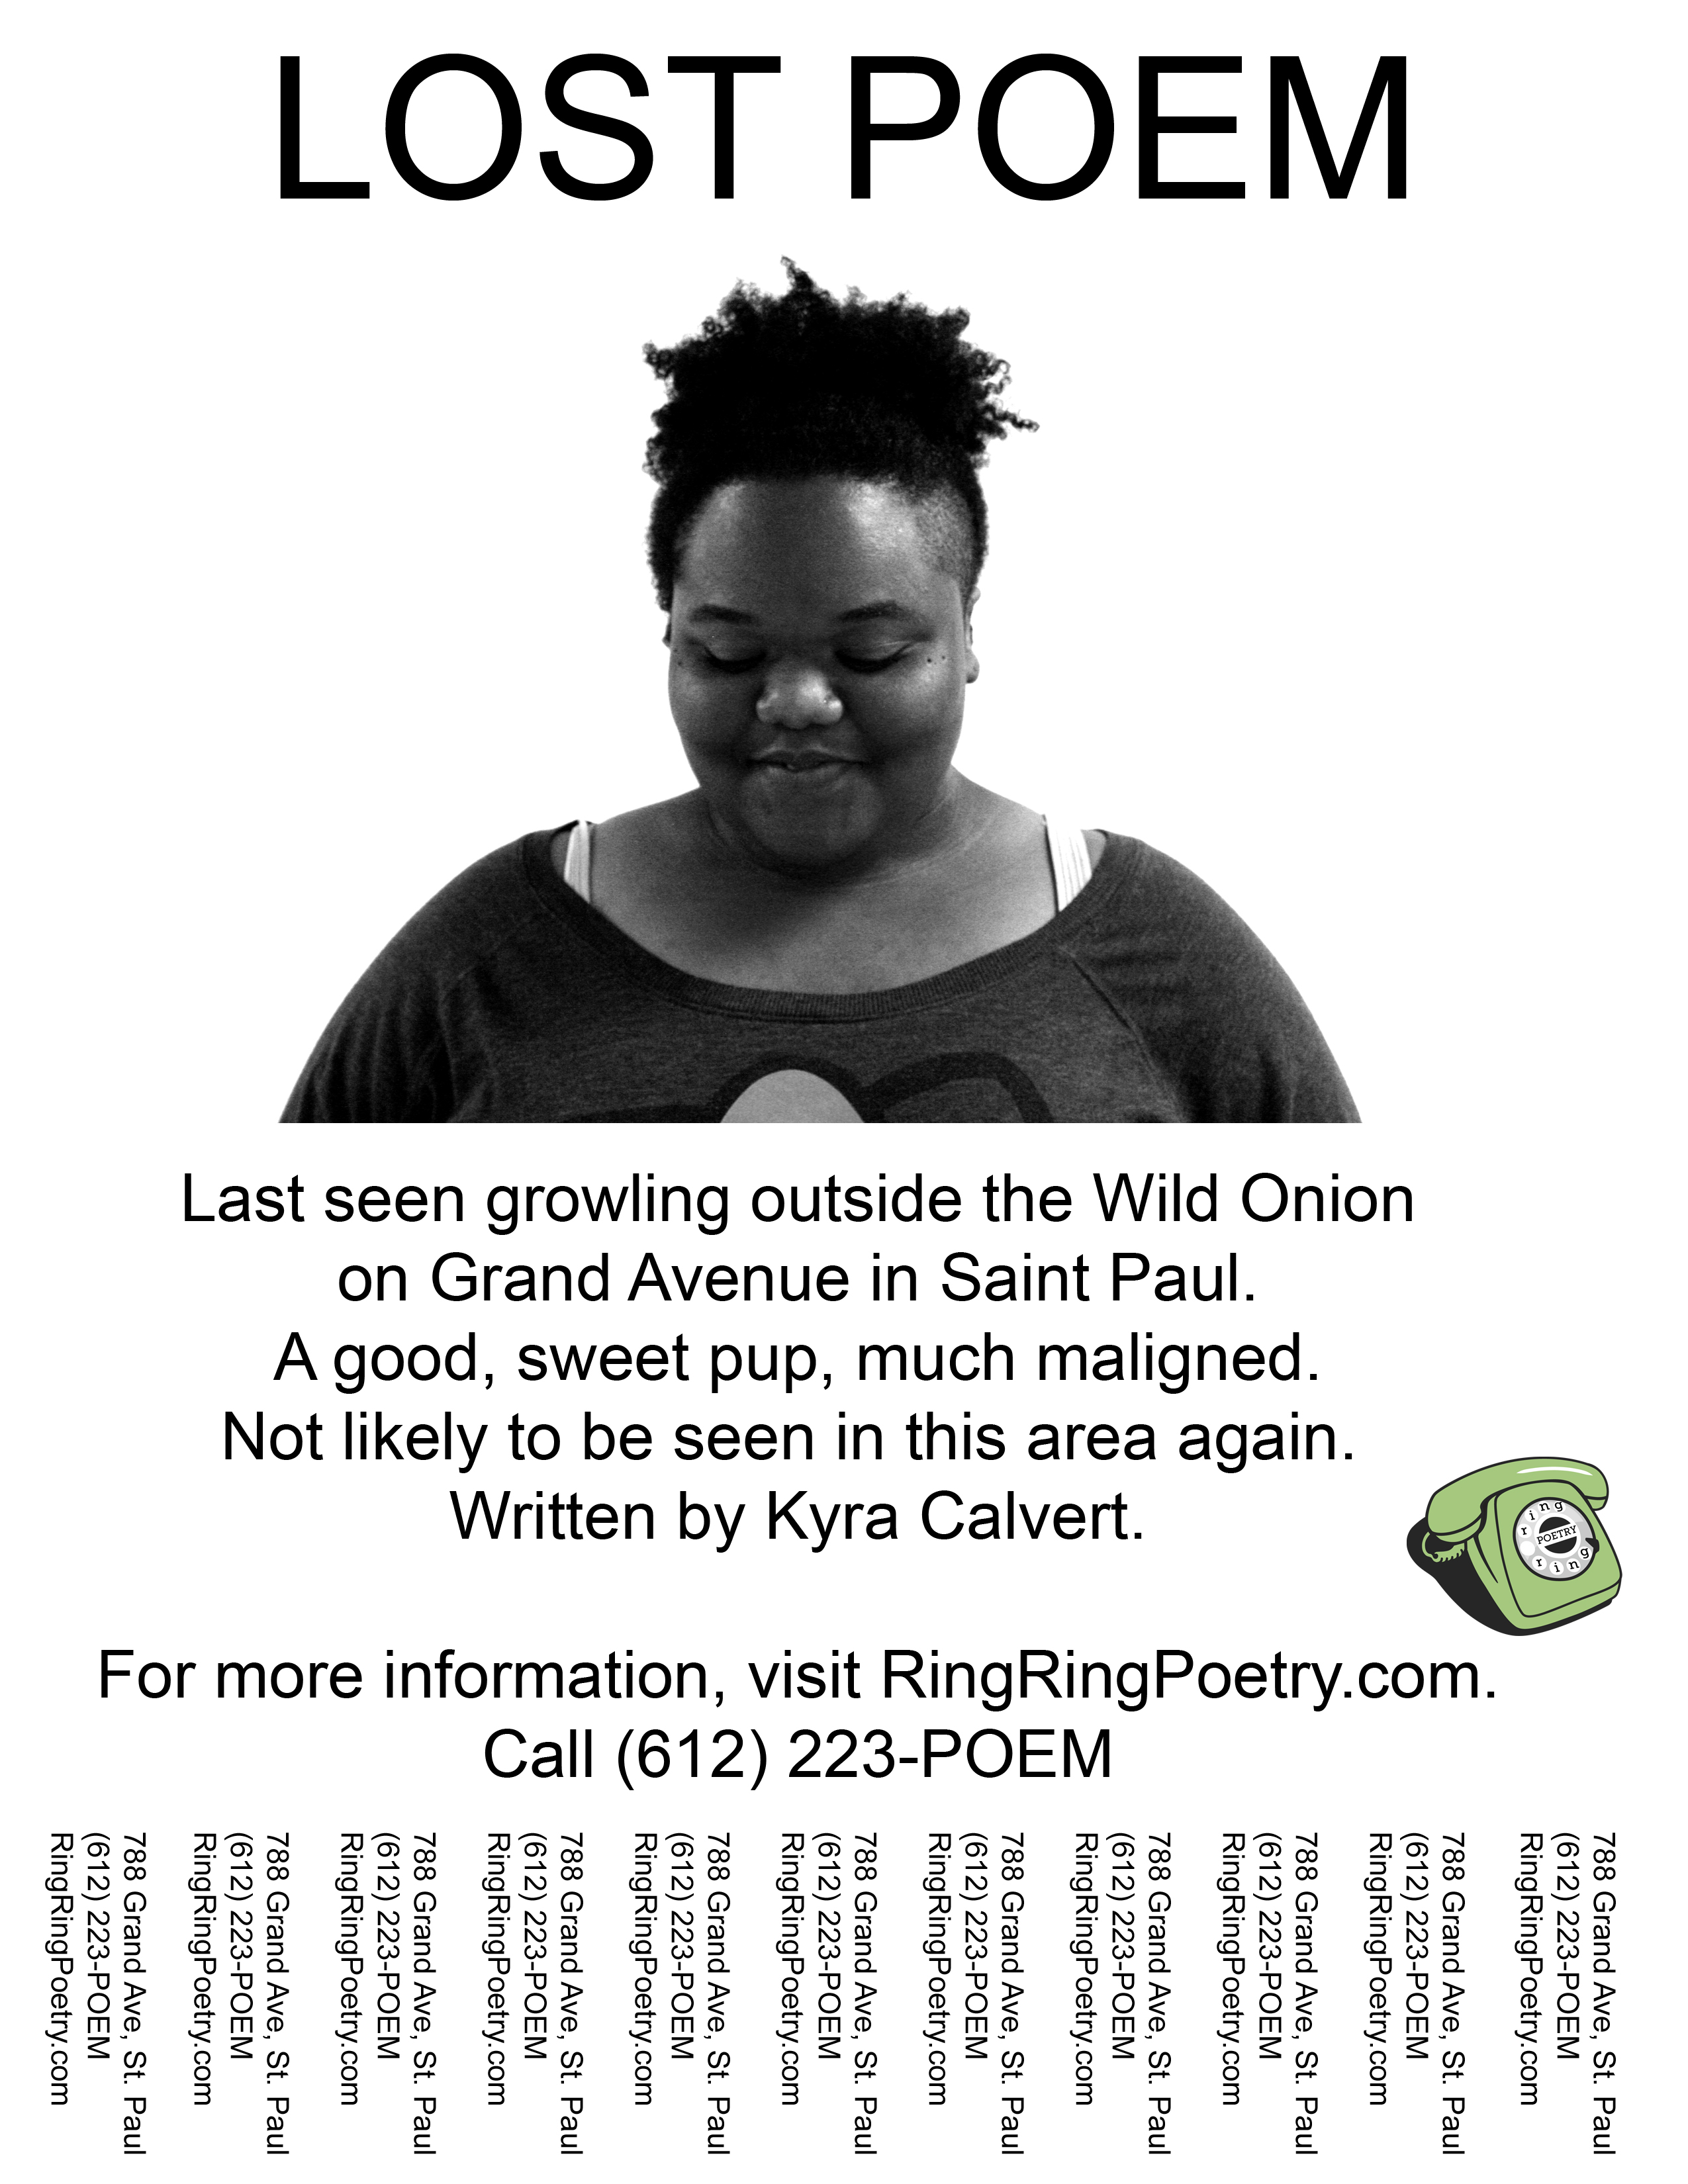 LOST POEM
Last seen growling outside the Wild Onion
on Grand Avenue in Saint Paul.
A good, sweet pup, much maligned.
Not likely to be seen in this area again.
Written by Kyra Calvert.
ring
POETRY
ring
For more information, visit RingRingPoetry.com.
Call (612) 223-POEM
788 Grand Ave, St. Paul
(612) 223-POEM
RingRingPoetry.com
788 Grand Ave, St. Paul
(612) 223-POEM
RingRingPoetry.com
788 Grand Ave, St. Paul
(612) 223-POEM
RingRingPoetry.com
788 Grand Ave, St. Paul
(612) 223-POEM
RingRingPoetry.com
788 Grand Ave, St. Paul
(612) 223-POEM
RingRingPoetry.com
788 Grand Ave, St. Paul
(612) 223-POEM
RingRingPoetry.com
788 Grand Ave, St. Paul
(612) 223-POEM
RingRingPoetry.com
788 Grand Ave, St. Paul
(612) 223-POEM
RingRingPoetry.com
788 Grand Ave, St. Paul
(612) 223-POEM
RingRingPoetry.com
788 Grand Ave, St. Paul
(612) 223-POEM
RingRingPoetry.com
788 Grand Ave, St. Paul
(612) 223-POEM
RingRingPoetry.com